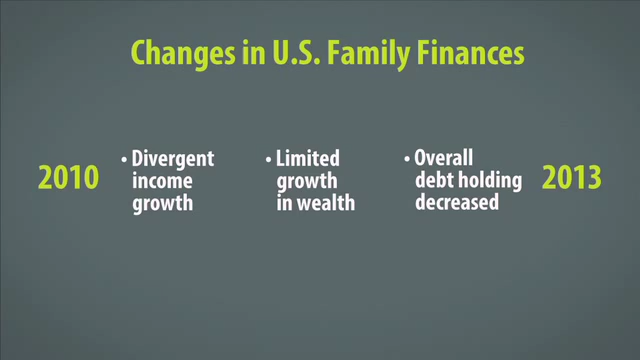 Changes in U.S. Family Finances
2010
• Divergent
income
growth
• Limited
growth
in wealth
• Overall
debt holding
decreased
2013